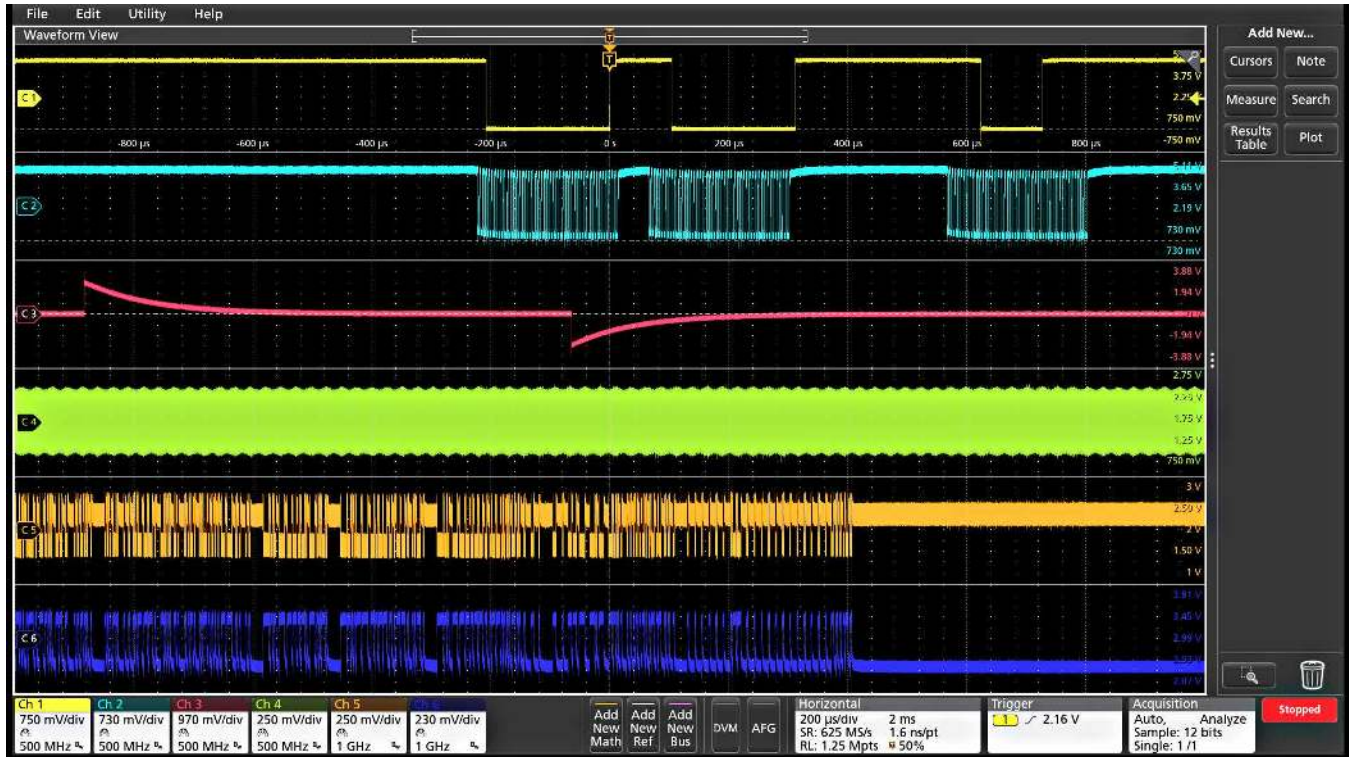 File Edit Utility Help
Waveform View
T
T
Add New...
Cursors Note
Measure Search
Results Table Plot
C 1
3.75 V
750 mV
-750 mV
-800 µs -600 µs -400 µs -200 µs 0 s 200 µs 400 µs 600 µs 800 µs
C 2
3.65 V
2.19 V
730 mV
730 mV
C 3
3.88 V
1.94 V
-1.94 V
-3.88 V
C 4
2.75 V
1.75 V
1.25 V
750 mV
C 5
3 V
2.50 V
2 V
1.50 V
1 V
C 6
3.91 V
3.45 V
2.99 V
Ch 1 Ch 2 Ch 3 Ch 4 Ch 5
750 mV/div 730 mV/div 970 mV/div 250 mV/div 250 mV/div 230 mV/div
500 MHz 500 MHz 500 MHz 500 MHz 1 GHz 1 GHz
Add New Math
Add New Ref
Add New Bus
DVM
AFG
Horizontal
200 µs/div 2 ms
SR: 625 MS/s 1.6 ns/pt
RL: 1.25 Mpts 50%
Trigger
1 2.16 V
Acquisition
Auto, Analyze
Sample: 12 bits
Single: 1 /1
Stopped